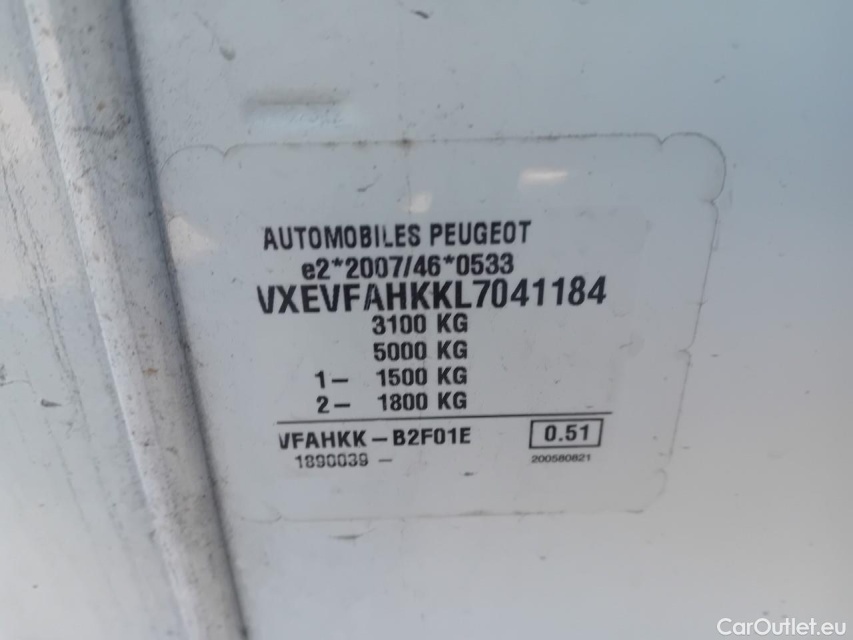 AUTOMOBILES PEUGEOT
e2*2007/46*0533
VXEVFAHKKL7041184
3100 KG
5000 KG
1- 1500 KG
2- 1800 KG
VFAHKK-B2F01E 0.51
1890039 - 200580821
CarOutlet.eu